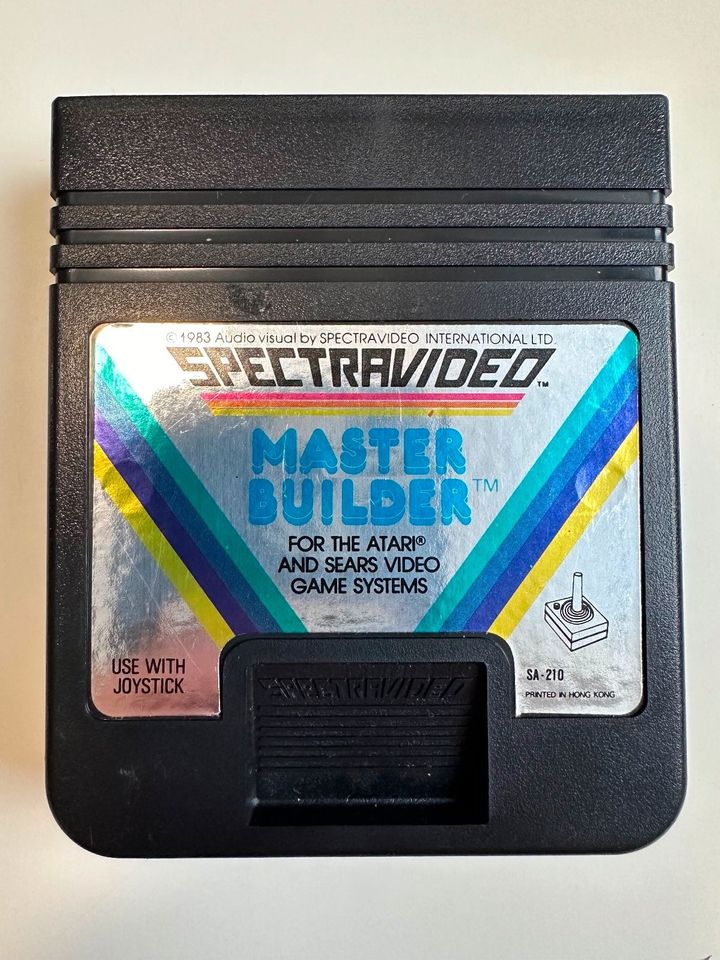 © 1983 Audio visual by SPECTRAVIDEO INTERNATIONAL LTD.
SPECTRAVIDEO™
MASTER
BUILDER™
FOR THE ATARI®
AND SEARS VIDEO
GAME SYSTEMS
USE WITH
JOYSTICK
SA-210
PRINTED IN HONG KONG
SPECTRAVIDEO